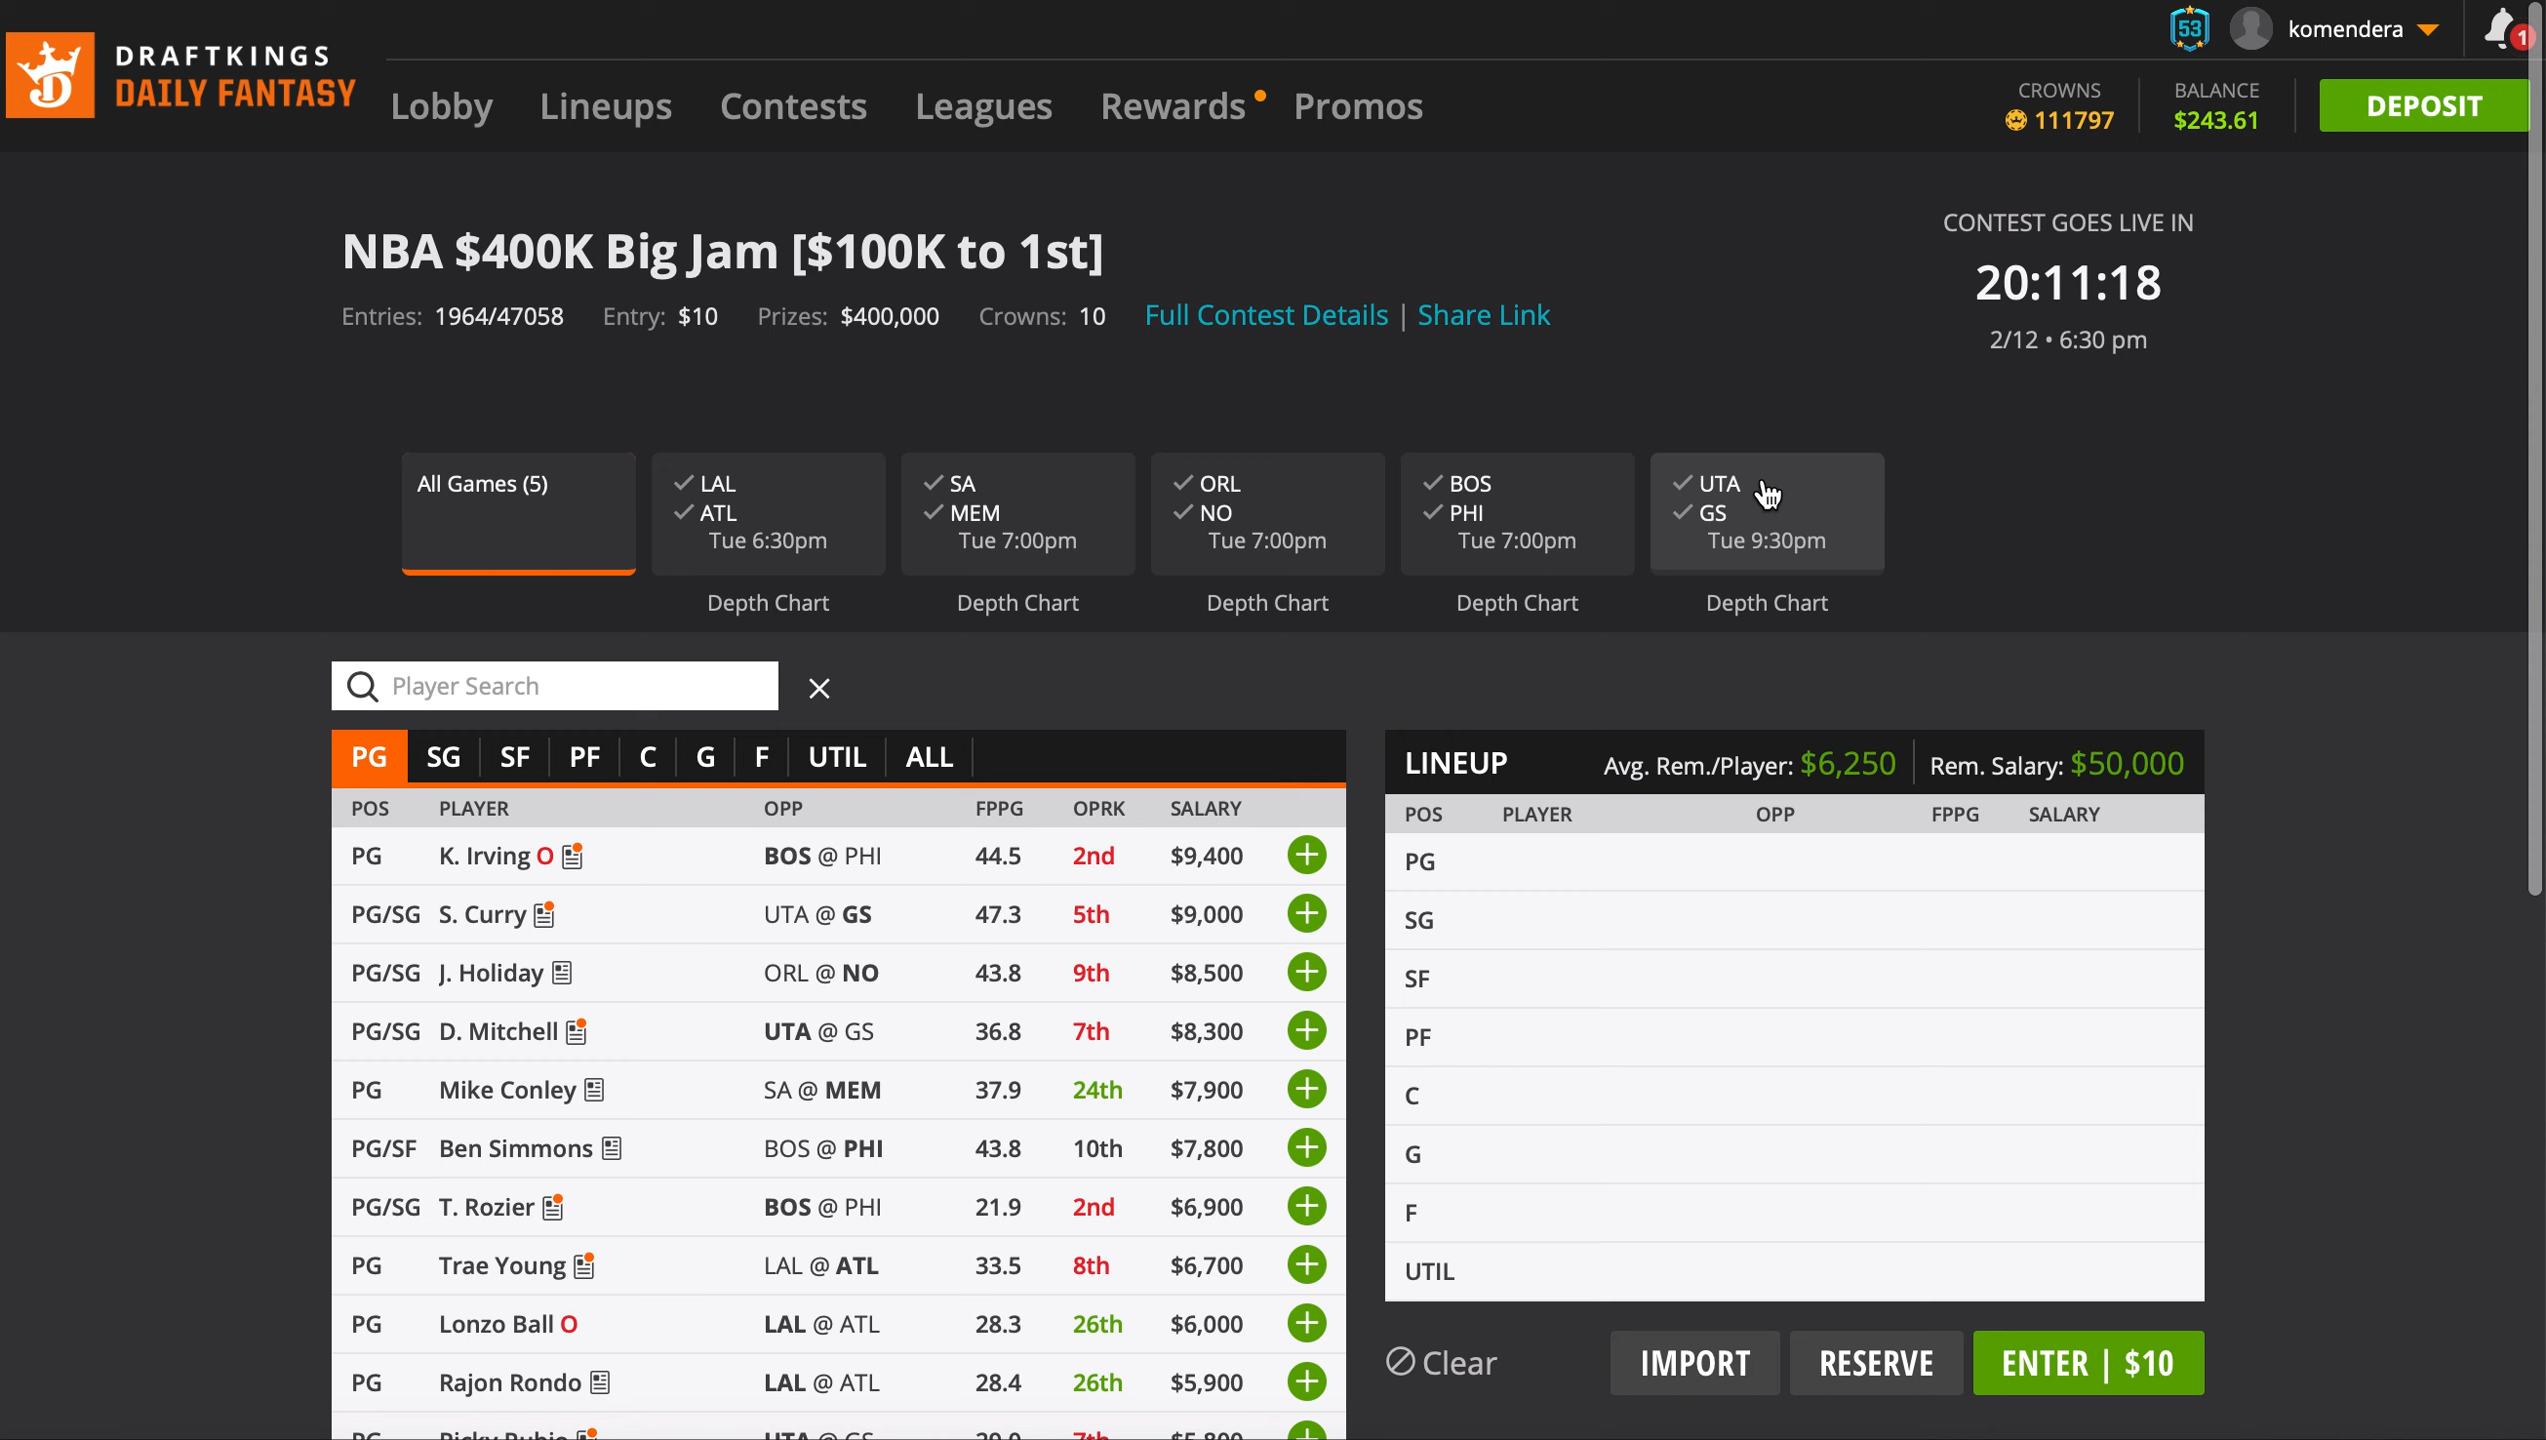 53 komendera 1
DRAFTKINGS
DAILY FANTASY
Lobby Lineups Contests Leagues Rewards Promos
CROWNS BALANCE DEPOSIT
111797 $243.61
NBA $400K Big Jam [$100K to 1st]
CONTEST GOES LIVE IN
20:11:18
2/12 • 6:30 pm
Entries: 1964/47058 Entry: $10 Prizes: $400,000 Crowns: 10 Full Contest Details | Share Link
All Games (5)
LAL
ATL
Tue 6:30pm
Depth Chart
SA
MEM
Tue 7:00pm
Depth Chart
ORL
NO
Tue 7:00pm
Depth Chart
BOS
PHI
Tue 7:00pm
Depth Chart
UTA
GS
Tue 9:30pm
Depth Chart
Player Search
PG SG SF PF C G F UTIL ALL
POS PLAYER OPP FPPG OPRK SALARY
PG K. Irving O BOS @ PHI 44.5 2nd $9,400
PG/SG S. Curry UTA @ GS 47.3 5th $9,000
PG/SG J. Holiday ORL @ NO 43.8 9th $8,500
PG/SG D. Mitchell UTA @ GS 36.8 7th $8,300
PG Mike Conley SA @ MEM 37.9 24th $7,900
PG/SF Ben Simmons BOS @ PHI 43.8 10th $7,800
PG/SG T. Rozier BOS @ PHI 21.9 2nd $6,900
PG Trae Young LAL @ ATL 33.5 8th $6,700
PG Lonzo Ball O LAL @ ATL 28.3 26th $6,000
PG Rajon Rondo LAL @ ATL 28.4 26th $5,900
PG Ricky Rubio UTA @ GS 7th
LINEUP Avg. Rem./Player: $6,250 Rem. Salary: $50,000
POS PLAYER OPP FPPG SALARY
PG
SG
SF
PF
C
G
F
UTIL
Clear IMPORT RESERVE ENTER | $10